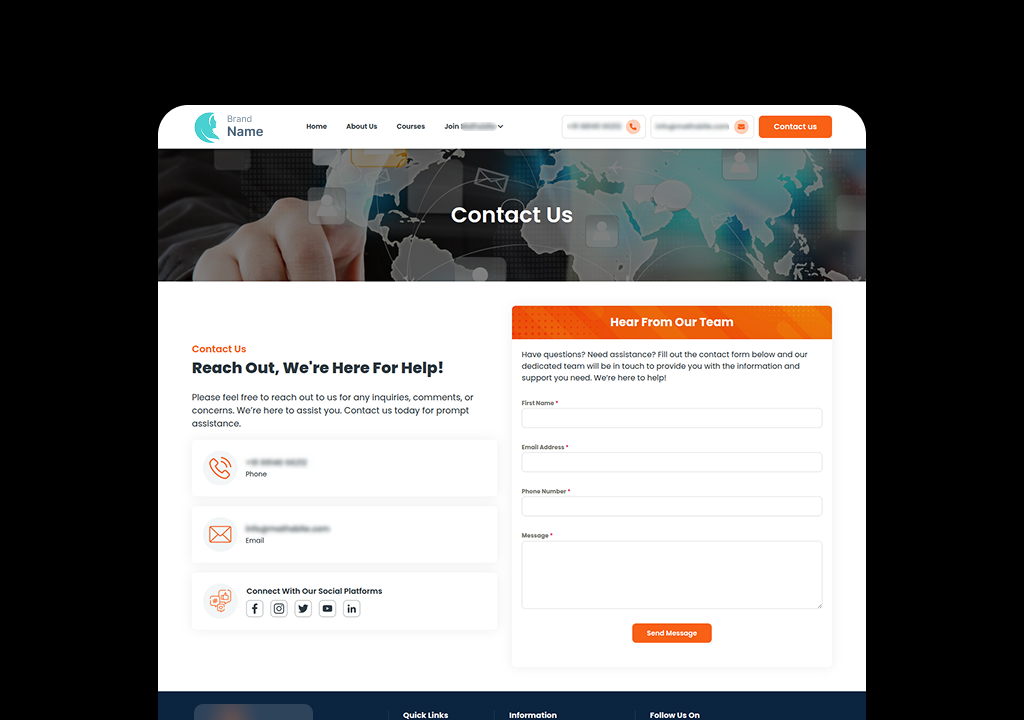 Brand
Name
Home
About Us
Courses
Join
Contact us
Contact Us
Contact Us
Reach Out, We're Here For Help!
Please feel free to reach out to us for any inquiries, comments, or
concerns. We're here to assist you. Contact us today for prompt
assistance.
Phone
Email
Connect With Our Social Platforms
Hear From Our Team
Have questions? Need assistance? Fill out the contact form below and our
dedicated team will be in touch to provide you with the information and
support you need. We're here to help!
First Name *
Email Address *
Phone Number *
Message *
Send Message
Quick Links
Information
Follow Us On